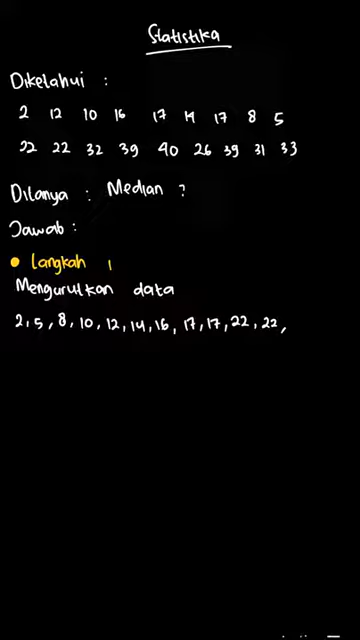 Statistika
Dikelahui :
2 12 10 16 17 14 17 8 5
22 22 32 39 40 26 39 31 33
Ditanya : Median ?
Jawab :
• Langkah 1
Mengurutkan data
2, 5, 8, 10, 12, 14, 16, 17, 17, 22, 22,